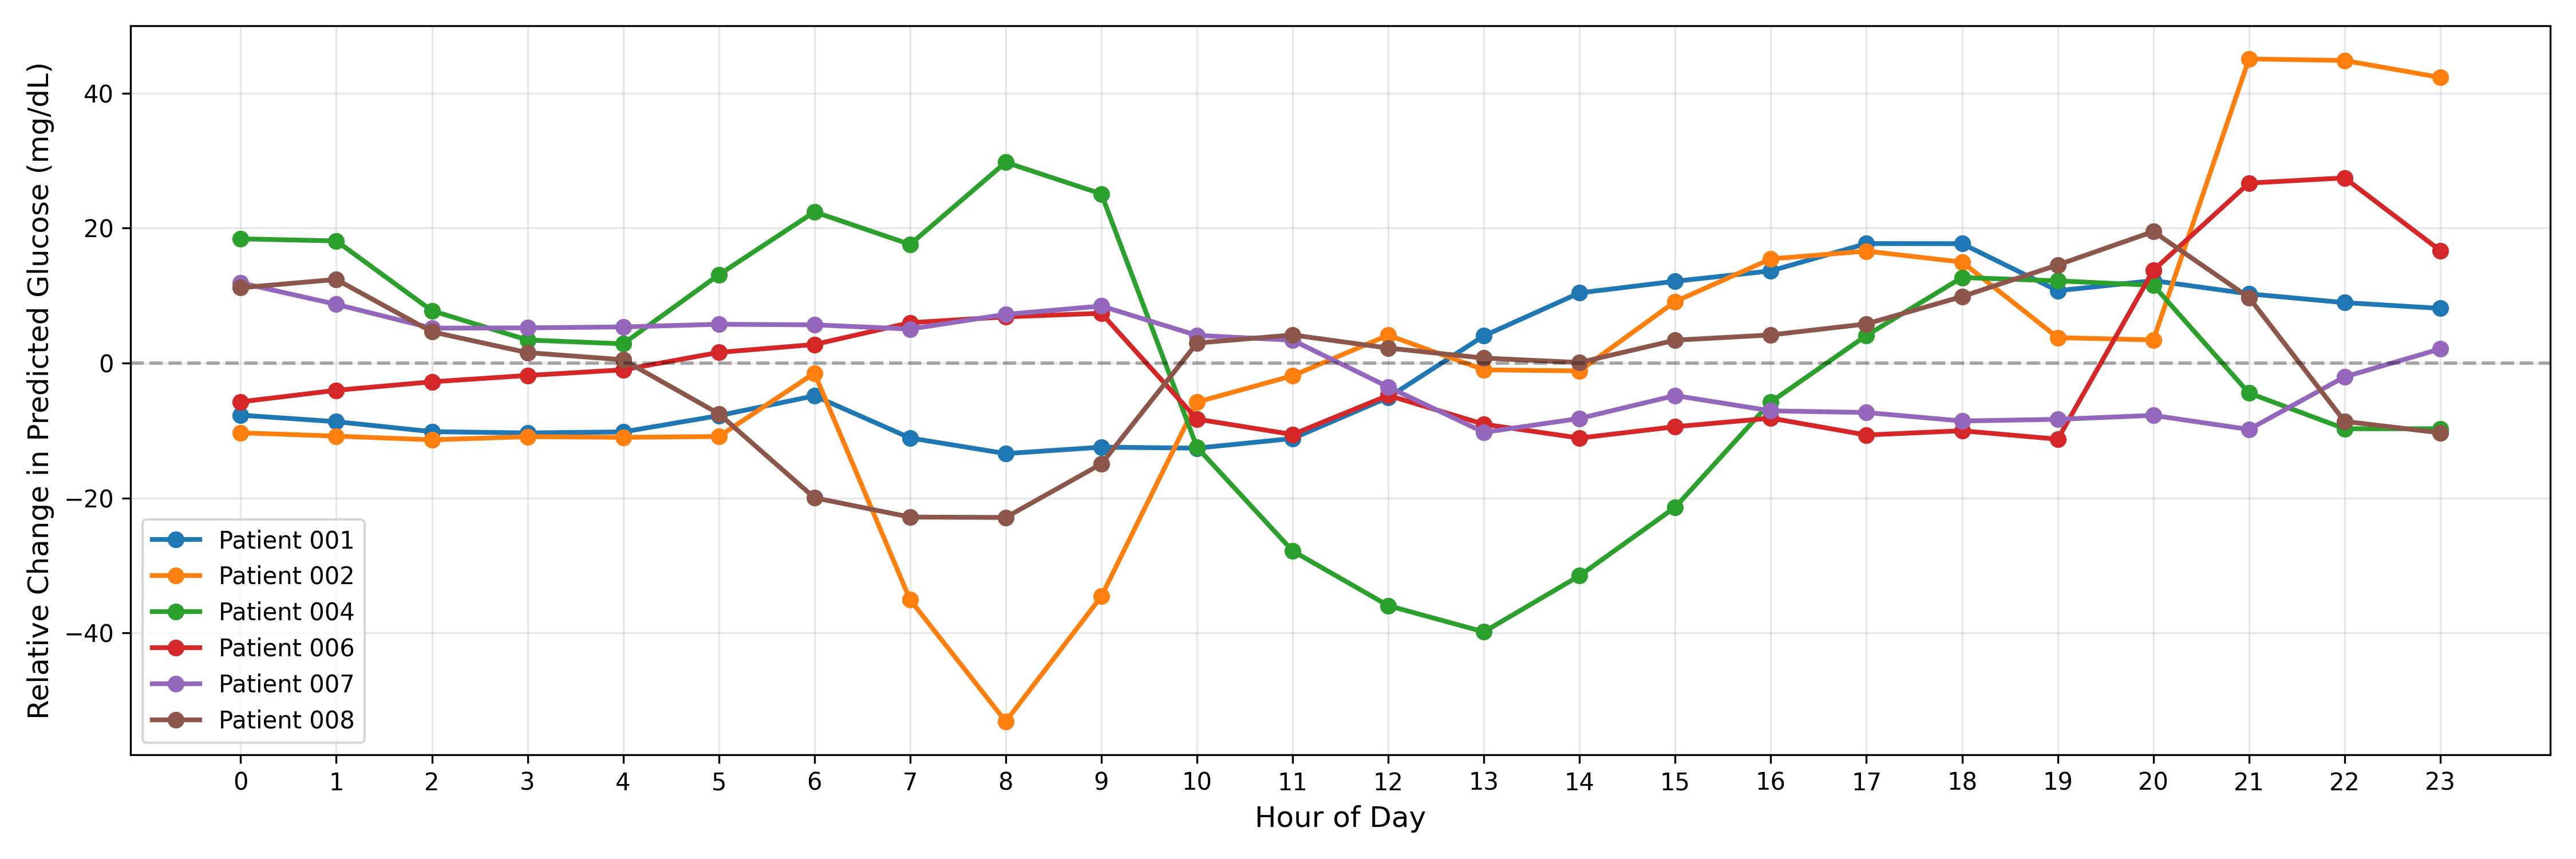 Relative Change in Predicted Glucose (mg/dL)
40
20
0
−20
−40
Patient 001
Patient 002
Patient 004
Patient 006
Patient 007
Patient 008
0 1 2 3 4 5 6 7 8 9 10 11 12 13 14 15 16 17 18 19 20 21 22 23
Hour of Day